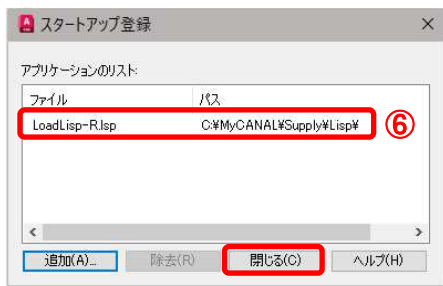 スタートアップ登録
アプリケーションのリスト:
ファイル パス
LoadLisp-R.lsp C:¥MyCANAL¥Supply¥Lisp¥
⑥
追加(A)... 除去(R) 閉じる(C) ヘルプ(H)